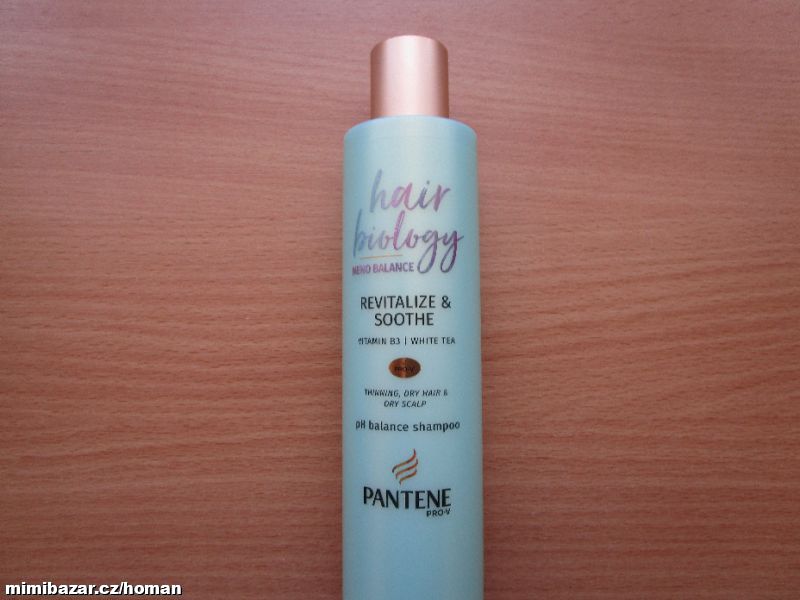 hair
biology
MENO BALANCE
REVITALIZE &
SOOTHE
VITAMIN B3 | WHITE TEA
PRO-V
THINNING, DRY HAIR &
DRY SCALP
pH balance shampoo
PANTENE
PRO-V
mimibazar.cz/homan